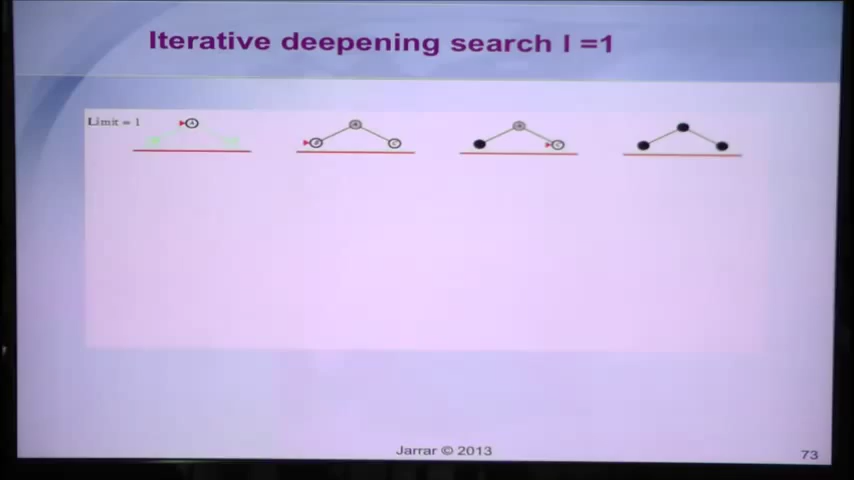 Iterative deepening search l =1
Limit = 1
A
C
Jarrar © 2013
73